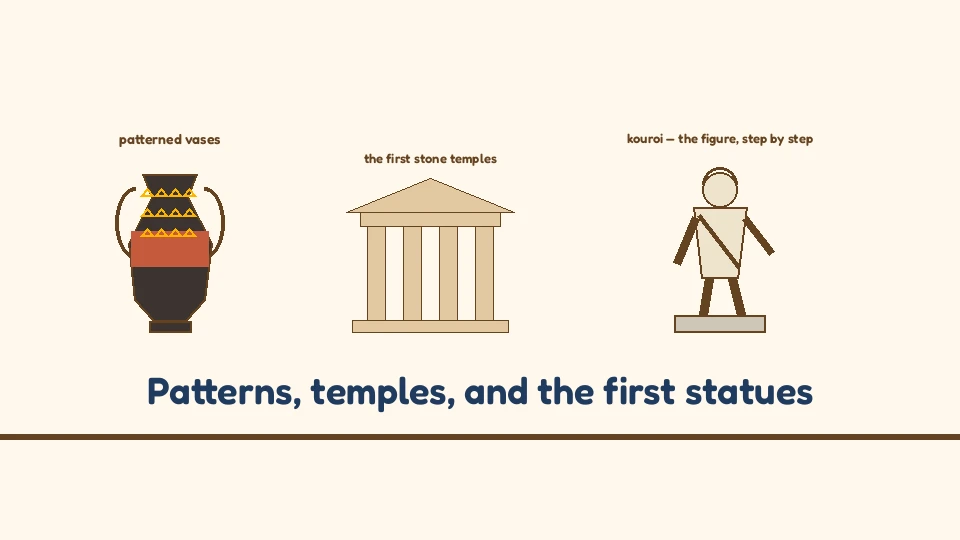 patterned vases
the first stone temples
kouroi – the figure, step by step
Patterns, temples, and the first statues